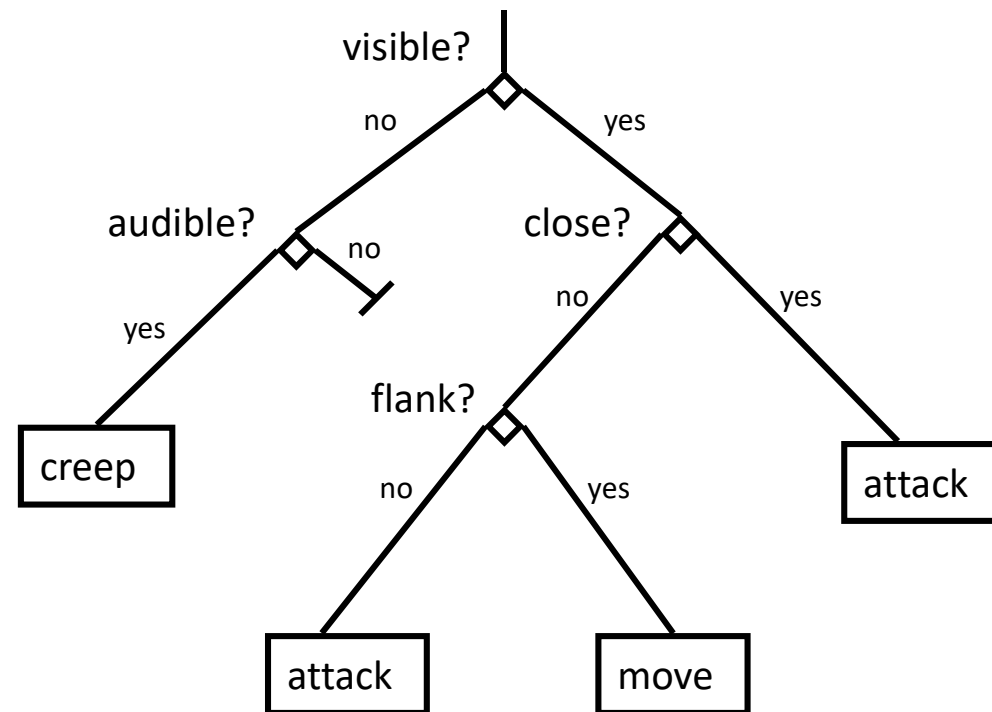 visible?
no
yes
audible?
no
close?
yes
no
yes
flank?
creep
no
yes
attack
attack
move